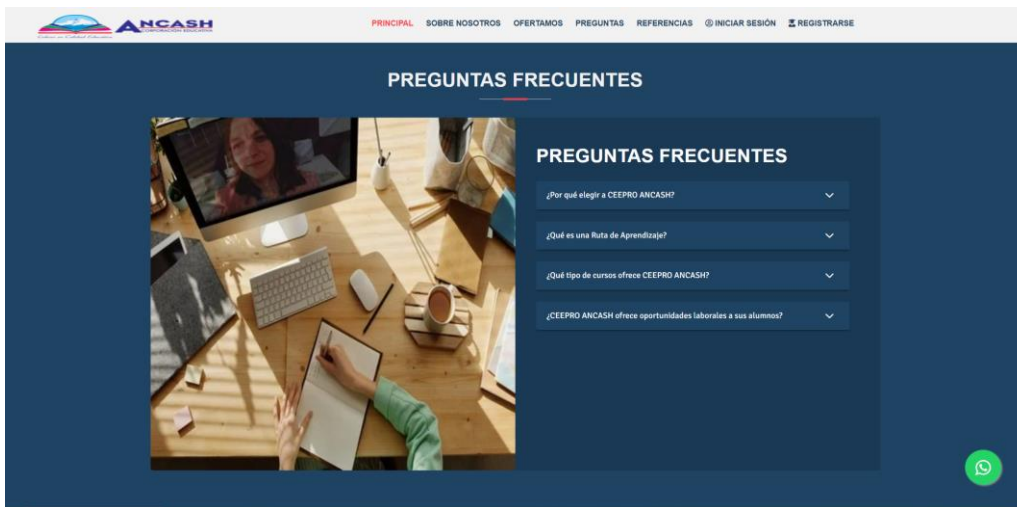 ANCASH
CORPORACIÓN EDUCATIVA
PRINCIPAL SOBRE NOSOTROS OFERTAMOS PREGUNTAS REFERENCIAS INICIAR SESIÓN REGISTRARSE
PREGUNTAS FRECUENTES
PREGUNTAS FRECUENTES
¿Por qué elegir a CEEPRO ANCASH?
¿Qué es una Ruta de Aprendizaje?
¿Qué tipo de cursos ofrece CEEPRO ANCASH?
¿CEEPRO ANCASH ofrece oportunidades laborales a sus alumnos?